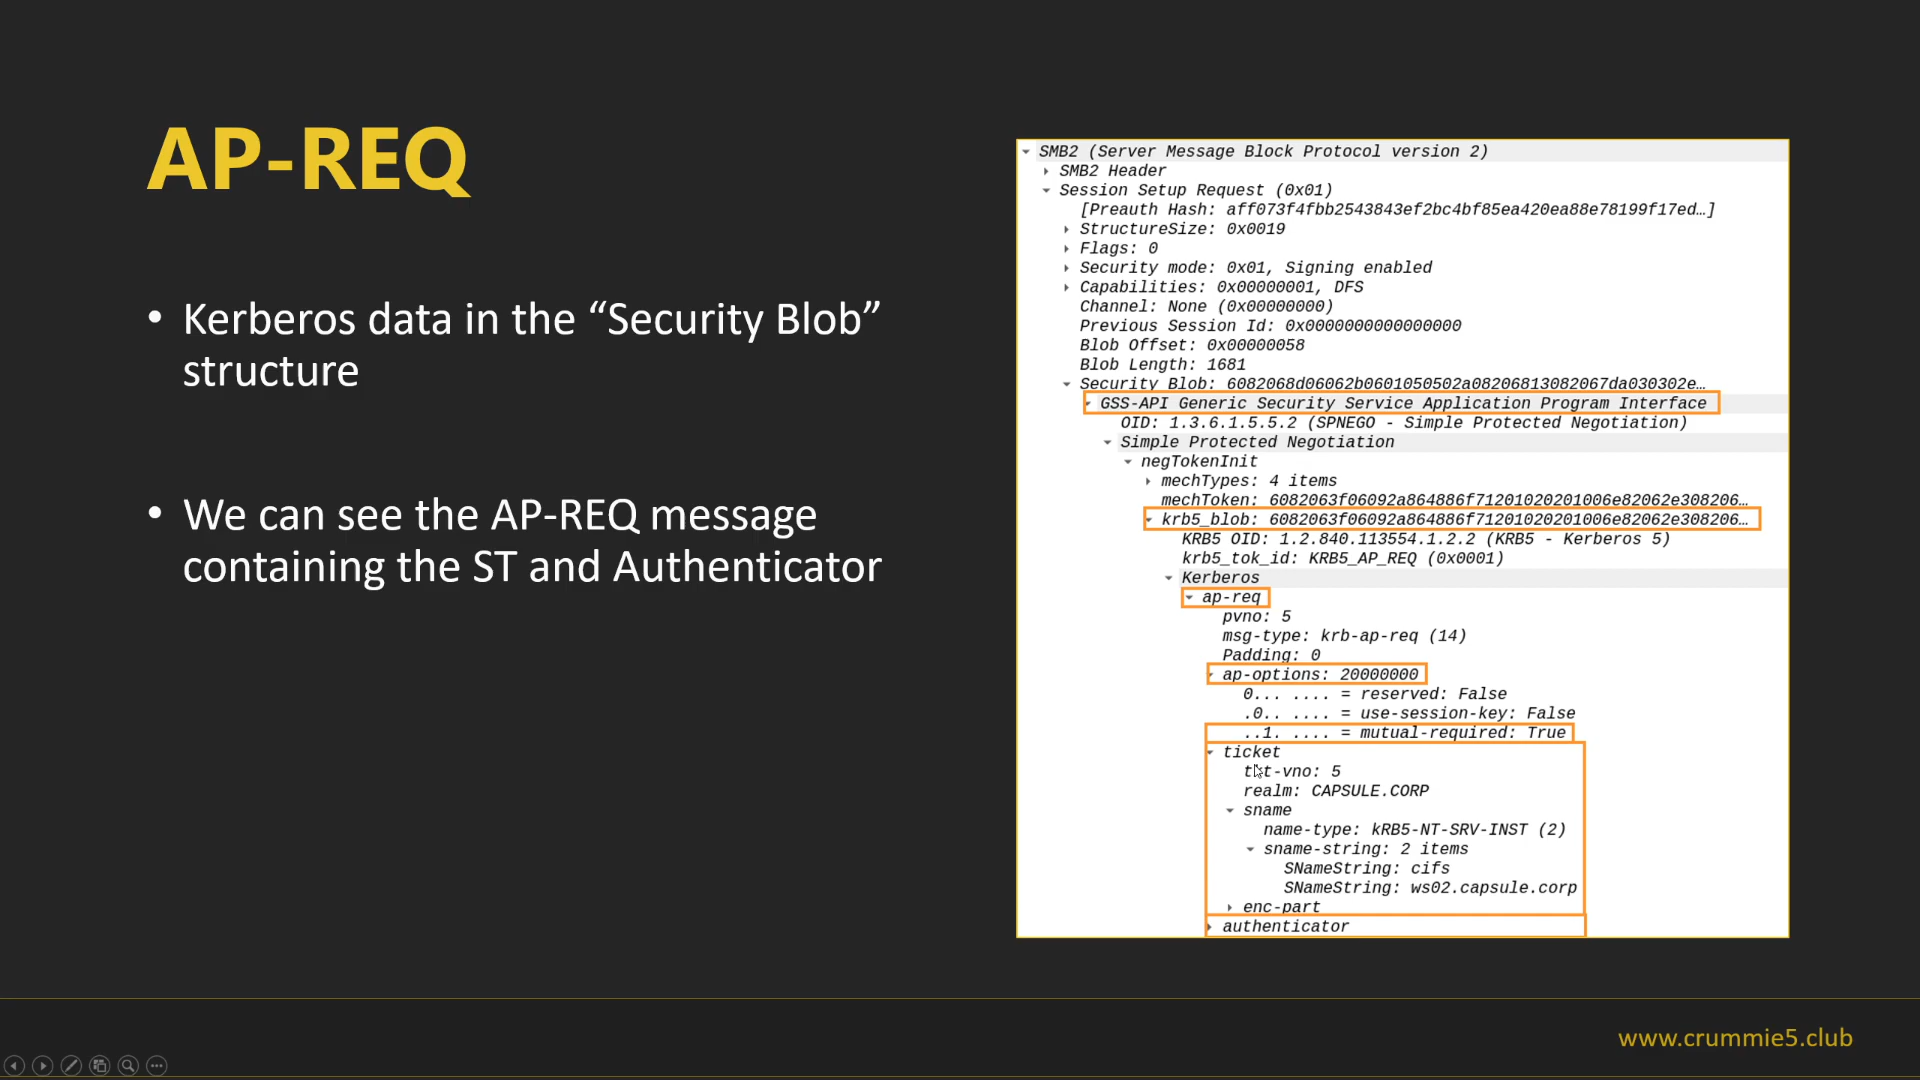 AP-REQ
• Kerberos data in the “Security Blob”
structure
• We can see the AP-REQ message
containing the ST and Authenticator
SMB2 (Server Message Block Protocol version 2)
SMB2 Header
Session Setup Request (0x01)
[Preauth Hash: aff073f4fbb2543843ef2bc4bf85ea420ea88e78199f17ed…]
StructureSize: 0x0019
Flags: 0
Security mode: 0x01, Signing enabled
Capabilities: 0x00000001, DFS
Channel: None (0x00000000)
Previous Session Id: 0x0000000000000000
Blob Offset: 0x00000058
Blob Length: 1681
Security Blob: 6082068d06062b0601050502a08206813082067da030302e…
GSS-API Generic Security Service Application Program Interface
OID: 1.3.6.1.5.5.2 (SPNEGO - Simple Protected Negotiation)
Simple Protected Negotiation
negTokenInit
mechTypes: 4 items
mechToken: 6082063f06092a864886f71201020201006e82062e308206…
krb5_blob: 6082063f06092a864886f71201020201006e82062e308206…
KRB5 OID: 1.2.840.113554.1.2.2 (KRB5 - Kerberos 5)
krb5_tok_id: KRB5_AP_REQ (0x0001)
Kerberos
ap-req
pvno: 5
msg-type: krb-ap-req (14)
Padding: 0
ap-options: 20000000
0... .... = reserved: False
.0.. .... = use-session-key: False
..1. .... = mutual-required: True
ticket
tkt-vno: 5
realm: CAPSULE.CORP
sname
name-type: kRB5-NT-SRV-INST (2)
sname-string: 2 items
SNameString: cifs
SNameString: ws02.capsule.corp
enc-part
authenticator
www.crummie5.club